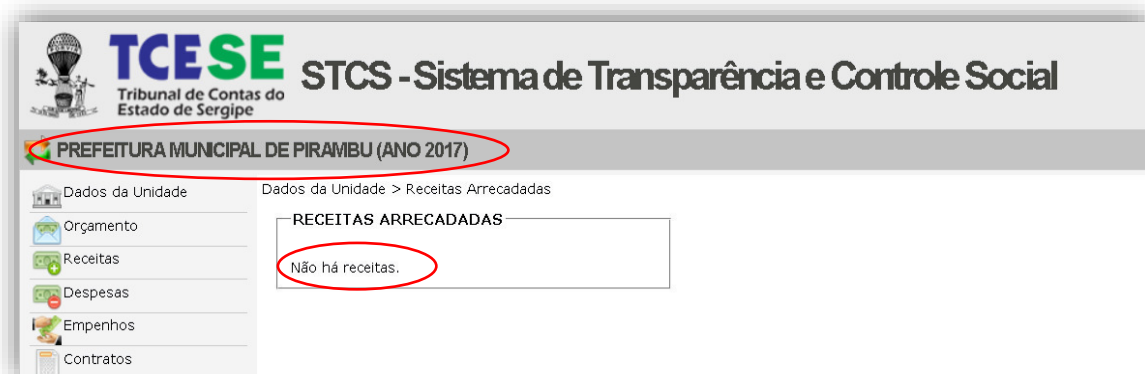 TCESE
Tribunal de Contas do
Estado de Sergipe
STCS - Sistema de Transparência e Controle Social
PREFEITURA MUNICIPAL DE PIRAMBU (ANO 2017)
Dados da Unidade
Orçamento
Receitas
Despesas
Empenhos
Contratos
Dados da Unidade > Receitas Arrecadadas
RECEITAS ARRECADADAS
Não há receitas.